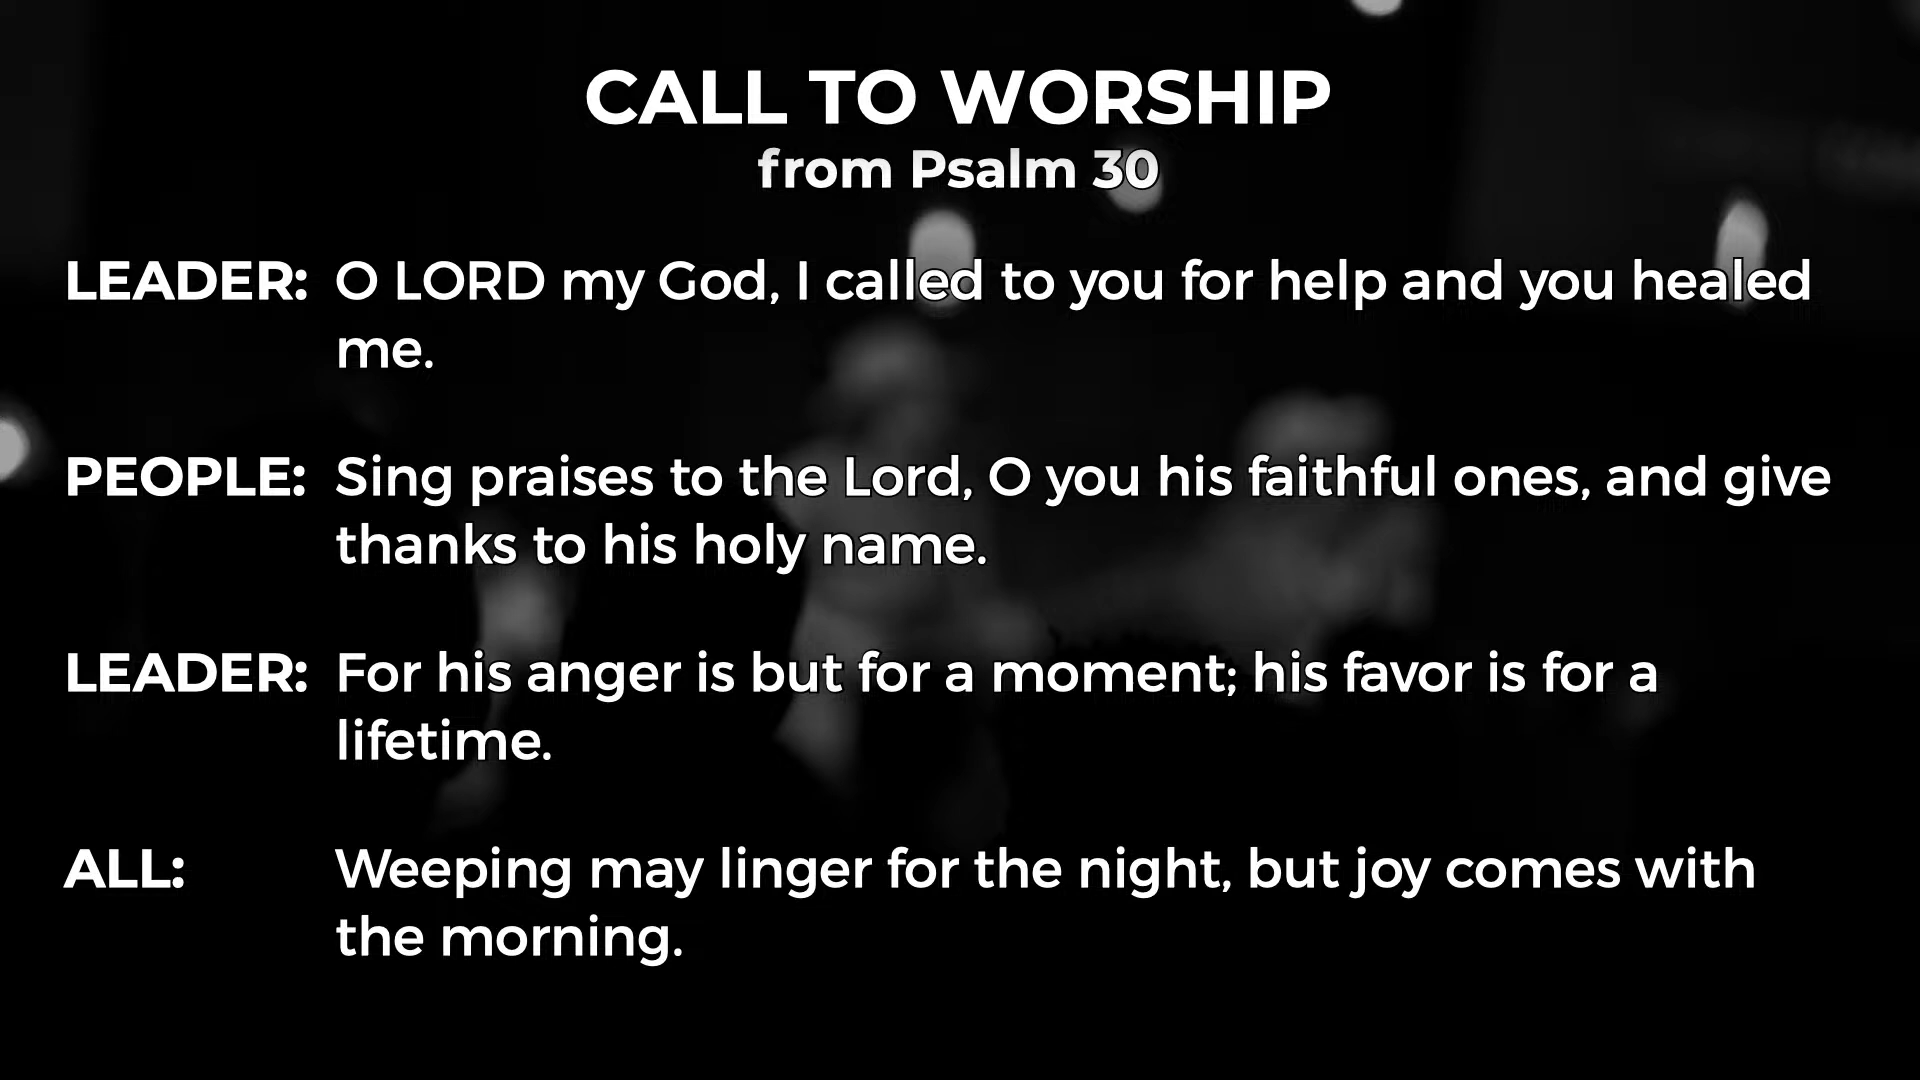 CALL TO WORSHIP
from Psalm 30
LEADER: O LORD my God, I called to you for help and you healed
me.
PEOPLE: Sing praises to the Lord, O you his faithful ones, and give
thanks to his holy name.
LEADER: For his anger is but for a moment; his favor is for a
lifetime.
ALL: Weeping may linger for the night, but joy comes with
the morning.